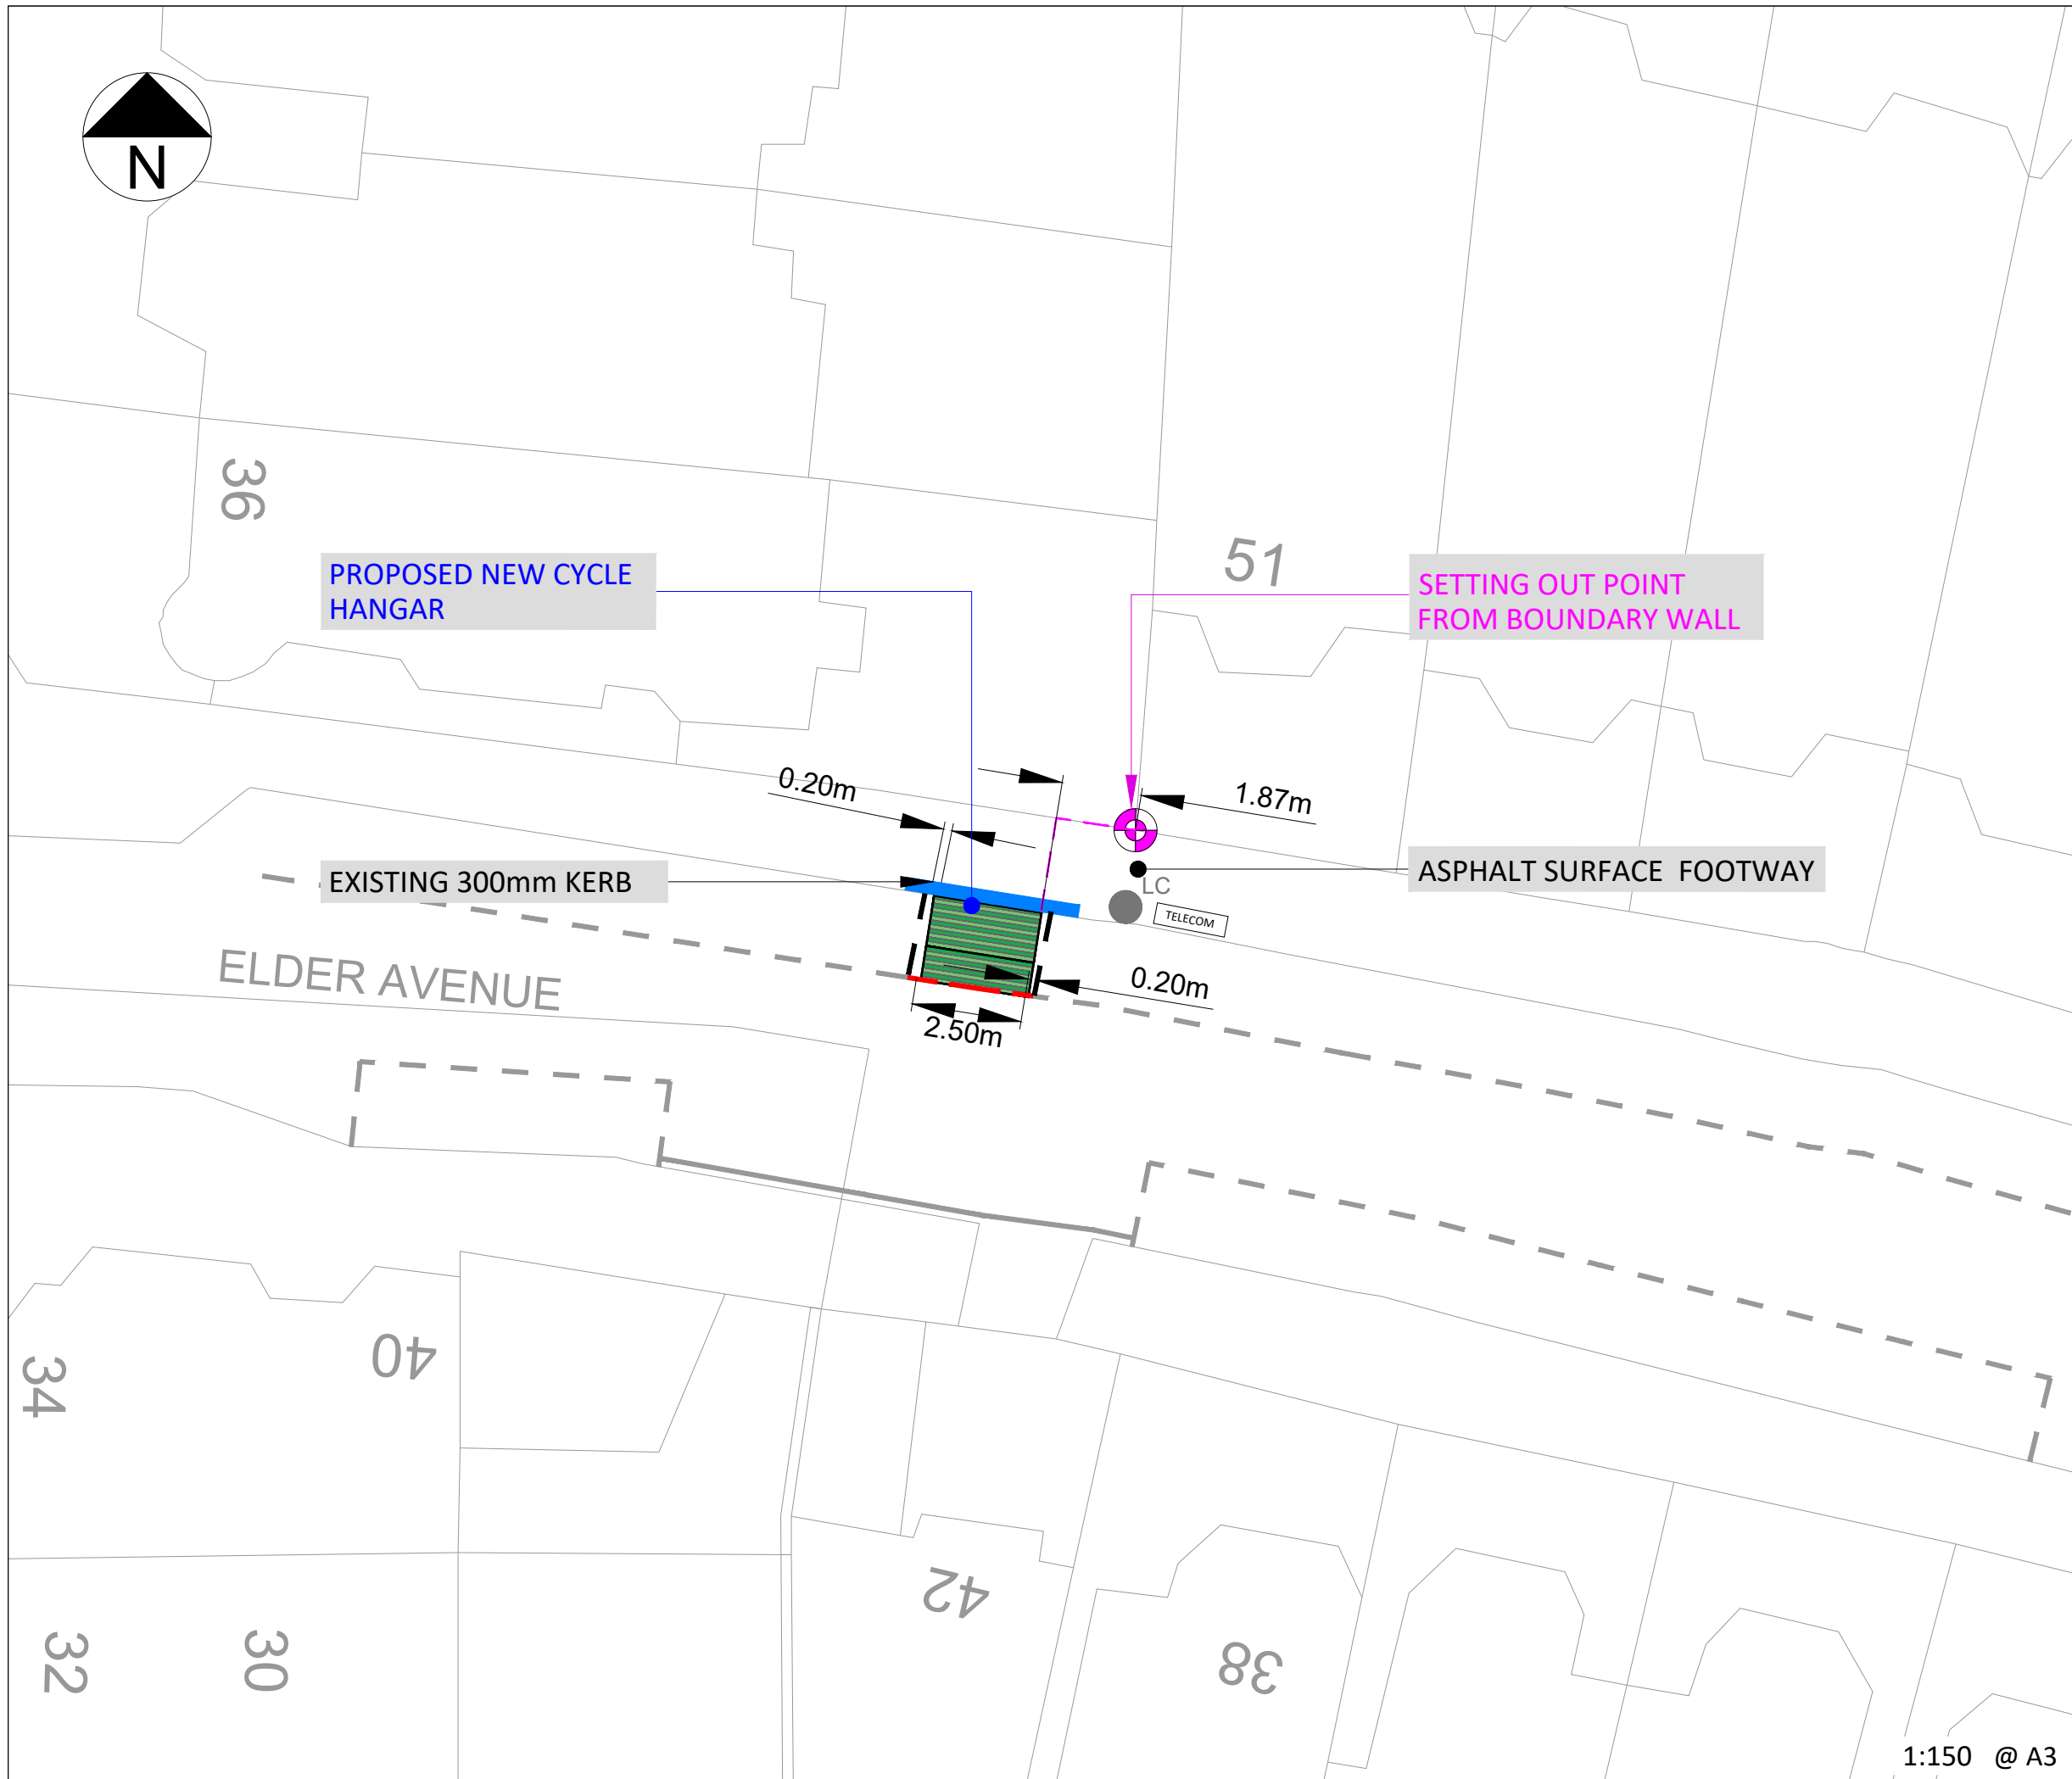 N
36
51
PROPOSED NEW CYCLE
HANGAR
SETTING OUT POINT
FROM BOUNDARY WALL
0.20m
1.87m
EXISTING 300mm KERB
ASPHALT SURFACE FOOTWAY
LC
TELECOM
ELDER AVENUE
0.20m
2.50m
40
34
42
38
32
30
1:150 @ A3